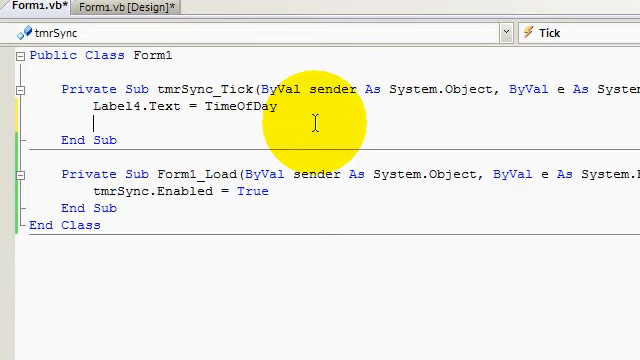 Form1.vb* Form1.vb [Design]*
tmrSync Tick
Public Class Form1
Private Sub tmrSync_Tick(ByVal sender As System.Object, ByVal e As System
Label4.Text = TimeOfDay
End Sub
Private Sub Form1_Load(ByVal sender As System.Object, ByVal e As System.
tmrSync.Enabled = True
End Sub
End Class